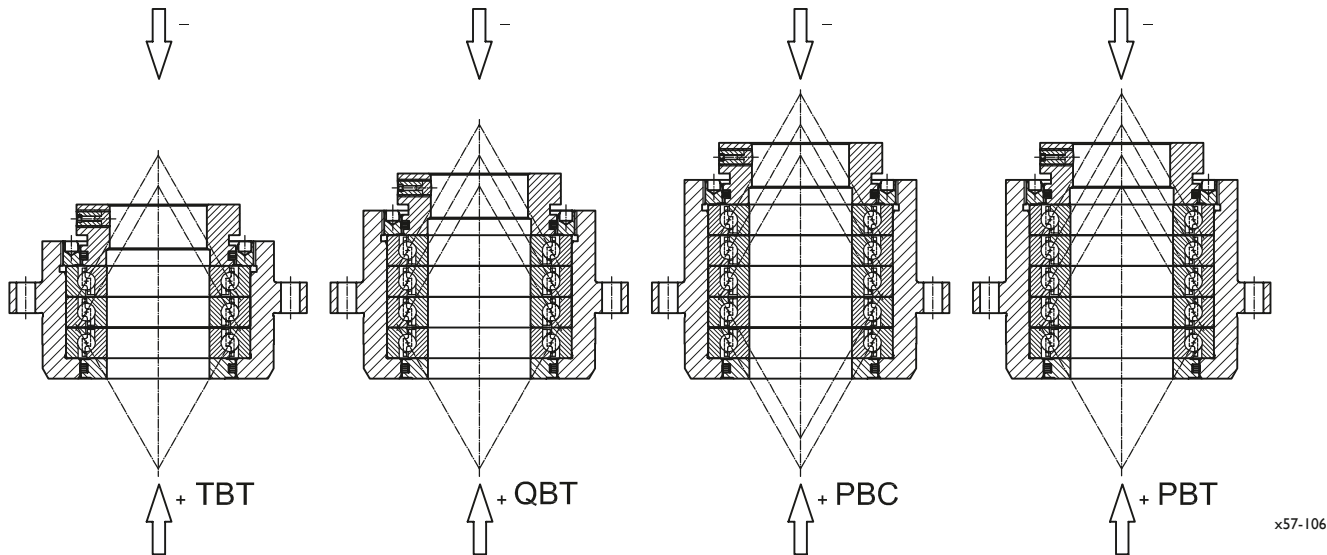 –
–
–
–
+ TBT
+ QBT
+ PBC
+ PBT
x57-106